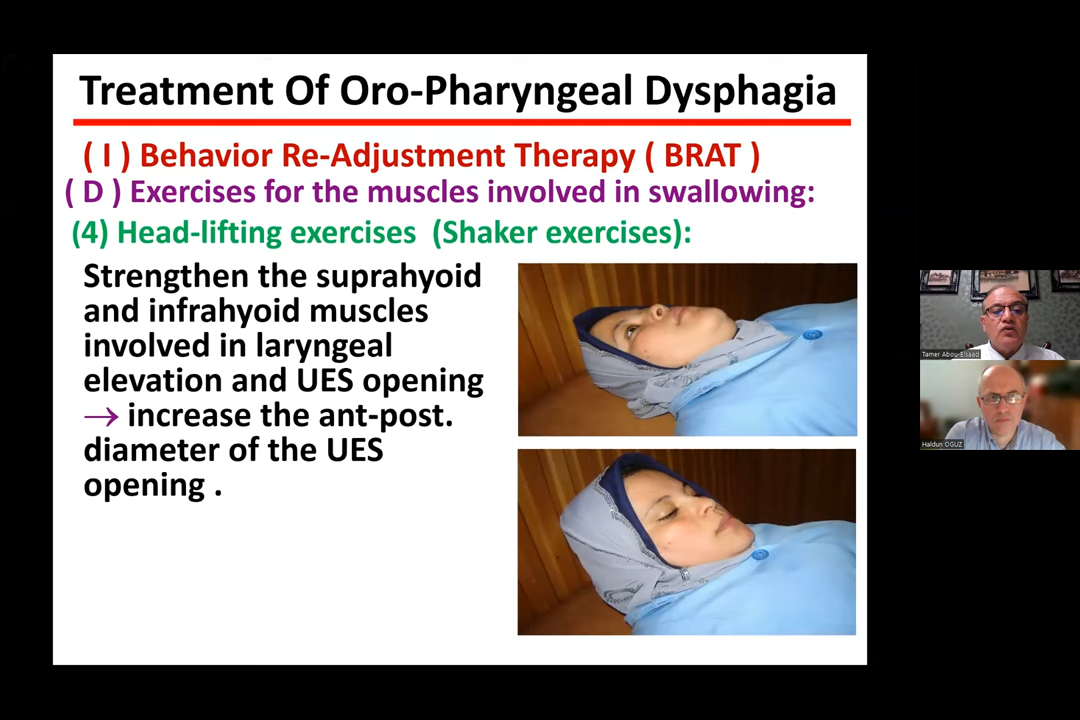 Treatment Of Oro-Pharyngeal Dysphagia
( I ) Behavior Re-Adjustment Therapy ( BRAT )
( D ) Exercises for the muscles involved in swallowing:
(4) Head-lifting exercises (Shaker exercises):
Strengthen the suprahyoid
and infrahyoid muscles
involved in laryngeal
elevation and UES opening
→ increase the ant-post.
diameter of the UES
opening .
Tamer Abou-Elsaad
Haldun OGUZ